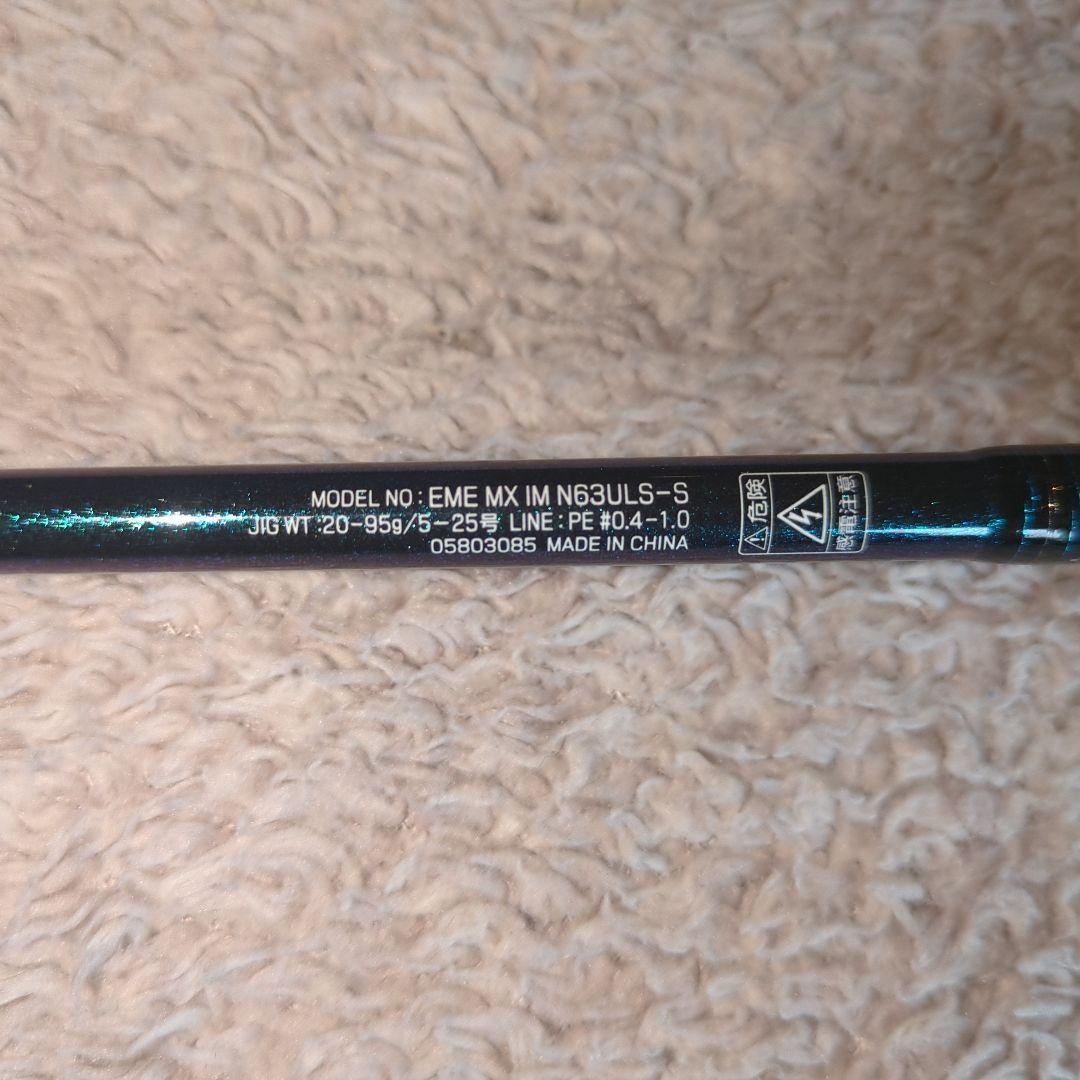 MODEL NO : EME MX IM N63ULS-S
JIG WT :20-95g/5-25号 LINE : PE #0.4-1.0
05803085 MADE IN CHINA
危険
感電注意